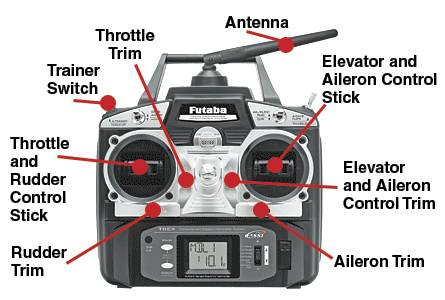 Antenna
Throttle
Trim
Elevator and
Aileron Control
Stick
Trainer
Switch
Futaba
Throttle
and
Rudder
Control
Stick
Elevator
and Aileron
Control Trim
Rudder
Trim
Aileron Trim